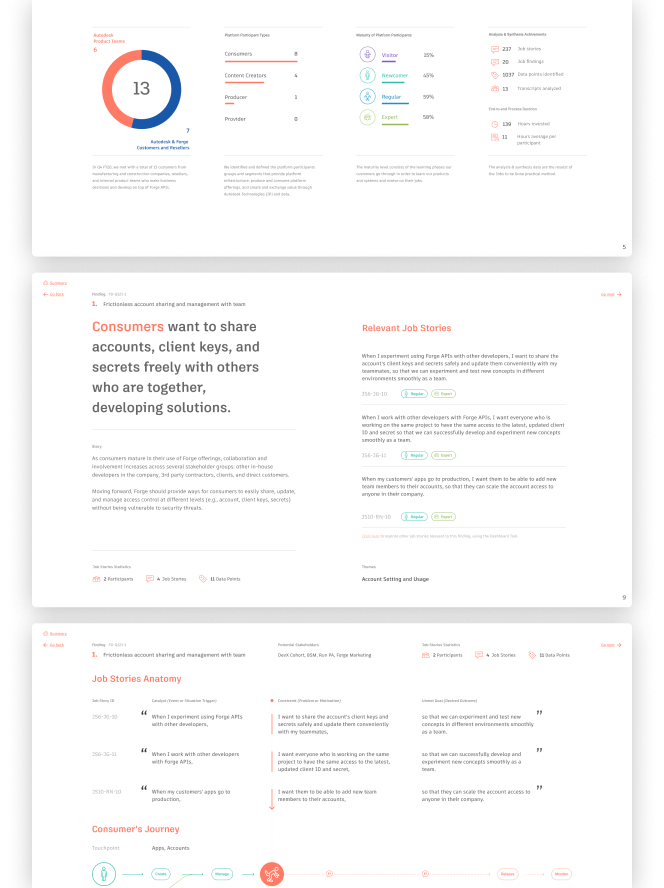 Autodesk
Product Teams
6
13
7
Autodesk & Forge
Customers and Resellers
In Q4 FY20, we met with a total of 13 customers from
manufacturing and construction companies, resellers,
and internal product teams who make business
decisions and develop on top of Forge APIs.
Platform Participant Types
Consumers 8
Content Creators 4
Producer 1
Provider 0
We identified and defined the platform participants
groups and segments that provide platform
infrastructure, produce and consume platform
offerings, and create and exchange value through
Autodesk Technologies (3P) and data.
Maturity of Platform Participants
Visitor 15%
Newcomer 45%
Regular 59%
Expert 58%
The maturity level consists of the learning phases our
customers go through in order to learn our products
and systems and evolve on their jobs.
Analysis & Synthesis Achievements
237 Job stories
20 Job findings
1037 Data points identified
13 Transcripts analyzed
139 Hours invested
11 Hours average per
participant
The analysis & synthesis data are the results of
the Jobs to be Done practical method.
5
Summary
Go back
Finding
Go next
1. Frictionless account sharing and management with team
Consumers want to share
accounts, client keys, and
secrets freely with others
who are together,
developing solutions.
Story
As consumers mature in their use of Forge offerings, collaboration and
involvement increases across several stakeholder groups: other in-house
developers in the company, 3rd party contractors, clients, and direct customers.
Moving forward, Forge should provide ways for consumers to easily share, update,
and manage access control at different levels (e.g., account, client keys, secrets)
without being vulnerable to security threats.
Job Stories Statistics
2 Participants 4 Job Stories 11 Data Points
Relevant Job Stories
When I experiment using Forge APIs with other developers, I want to share the
account's client keys and secrets safely and update them conveniently with my
teammates, so that we can experiment and test new concepts in different
environments smoothly as a team.
JS6-JG-10 Regular Expert
When I work with other developers with Forge APIs, I want everyone who is
working on the same project to have the same access to the latest, updated client
ID and secret so that we can successfully develop and experiment new concepts
smoothly as a team.
JS6-JG-11 Regular Expert
When my customers' apps go to production, I want them to be able to add new
team members to their accounts, so that they can scale the account access to
anyone in their company.
JS10-RN-10 Regular Expert
Click here to explore other job stories relevant to this finding, using the Dashboard Tool.
Themes
Account Setting and Usage
9
Summary
Go back
Finding
Potential Stakeholders
Job Stories Statistics
Go next
1. Frictionless account sharing and management with team
DevX Cohort, BSM, Run PA, Forge Marketing
2 Participants 4 Job Stories 11 Data Points
Job Stories Anatomy
Job Story ID
Catalyst (Event or Situation Trigger)
Constraints (Problem or Motivation)
Unmet Goal (Desired Outcome)
JS6-JG-10
“ When I experiment using Forge APIs
with other developers,
I want to share the account's client keys and
secrets safely and update them conveniently
with my teammates,
so that we can experiment and test new
concepts in different environments smoothly
as a team. ”
JS6-JG-11
“ When I work with other developers
with Forge APIs,
I want everyone who is working on the same
project to have the same access to the latest,
updated client ID and secret,
so that we can successfully develop and
experiment new concepts smoothly as a
team. ”
JS10-RN-10
“ When my customers' apps go to
production,
I want them to be able to add new team
members to their accounts,
so that they can scale the account access to
anyone in their company. ”
Consumer's Journey
Touchpoint Apps, Accounts
Create Manage Release Monitor